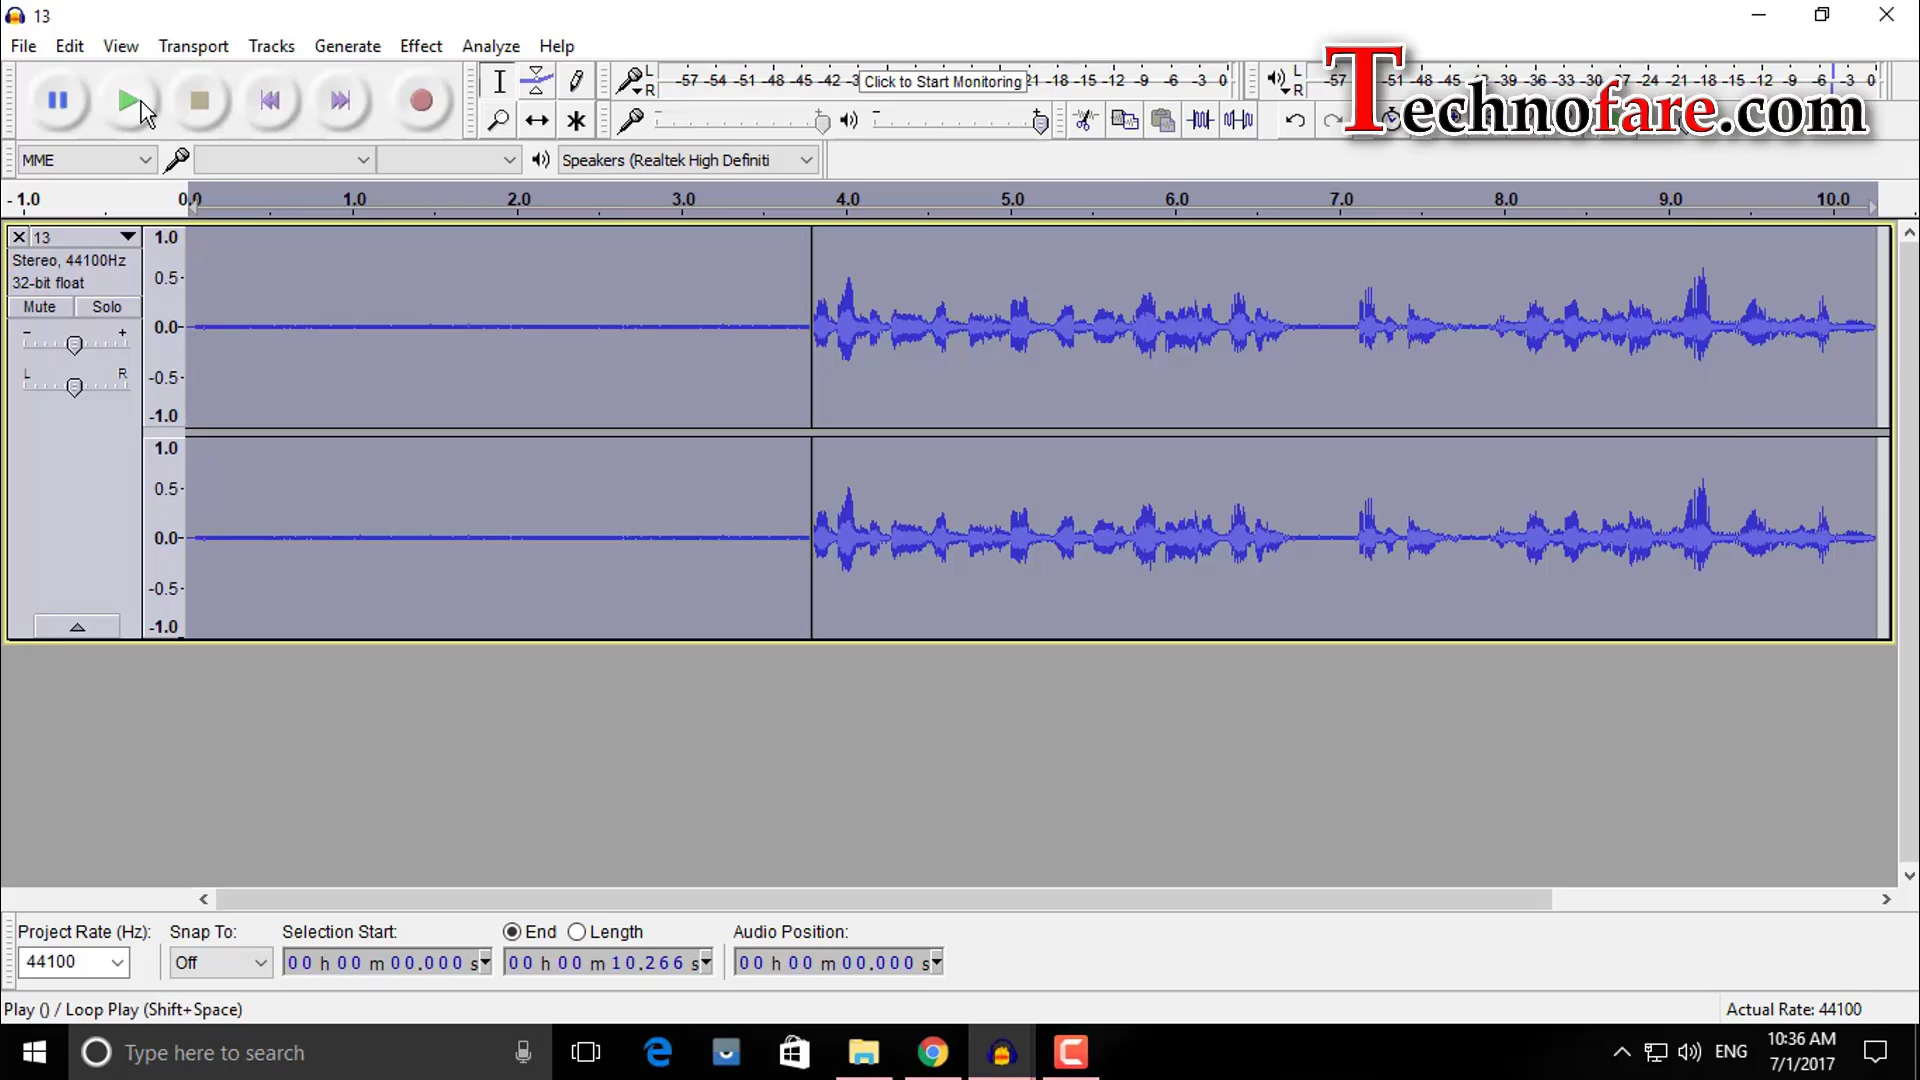 13
File Edit View Transport Tracks Generate Effect Analyze Help
L R -57 -54 -51 -48 -45 -42 Click to Start Monitoring -18 -15 -12 -9 -6 -3 0
L R -57 -51 -48 -45 -42 -39 -36 -33 -30 -27 -24 -21 -18 -15 -12 -9 -6 -3 0
Technofare.com
MME Speakers (Realtek High Definiti
-1.0 0.0 1.0 2.0 3.0 4.0 5.0 6.0 7.0 8.0 9.0 10.0
X 13
Stereo, 44100Hz
32-bit float
Mute Solo
- +
L R
1.0
0.5
0.0
-0.5
-1.0
1.0
0.5
0.0
-0.5
-1.0
Project Rate (Hz): Snap To: Selection Start: End Length Audio Position:
44100 Off 00 h 00 m 00.000 s 00 h 00 m 10.266 s 00 h 00 m 00.000 s
Play () / Loop Play (Shift+Space) Actual Rate: 44100
Type here to search
ENG 10:36 AM
7/1/2017